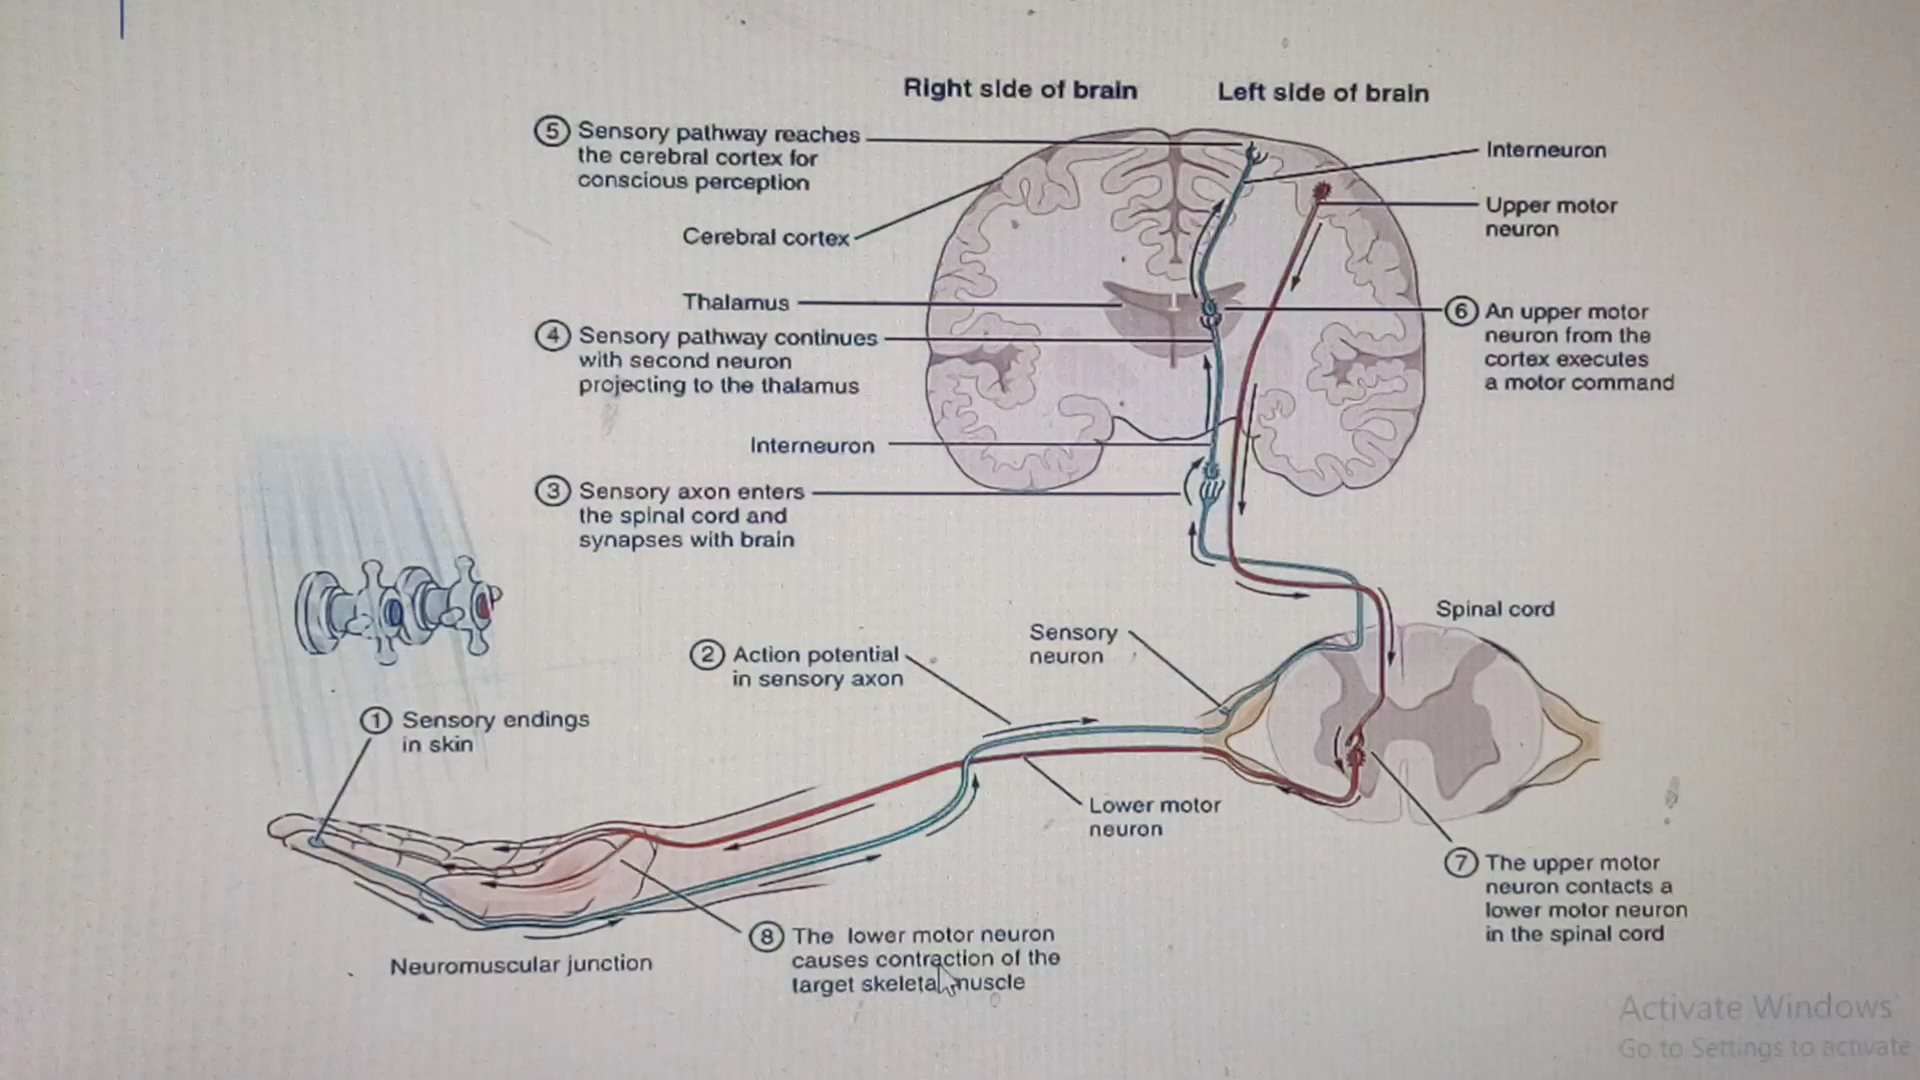 Right side of brain
Left side of brain
5 Sensory pathway reaches
the cerebral cortex for
conscious perception
Interneuron
Upper motor
neuron
Cerebral cortex
Thalamus
4 Sensory pathway continues
with second neuron
projecting to the thalamus
6 An upper motor
neuron from the
cortex executes
a motor command
Interneuron
3 Sensory axon enters
the spinal cord and
synapses with brain
Spinal cord
2 Action potential
in sensory axon
Sensory
neuron
1 Sensory endings
in skin
Lower motor
neuron
7 The upper motor
neuron contacts a
lower motor neuron
in the spinal cord
8 The lower motor neuron
causes contraction of the
target skeletal muscle
Neuromuscular junction
Activate Windows
Go to Settings to activate